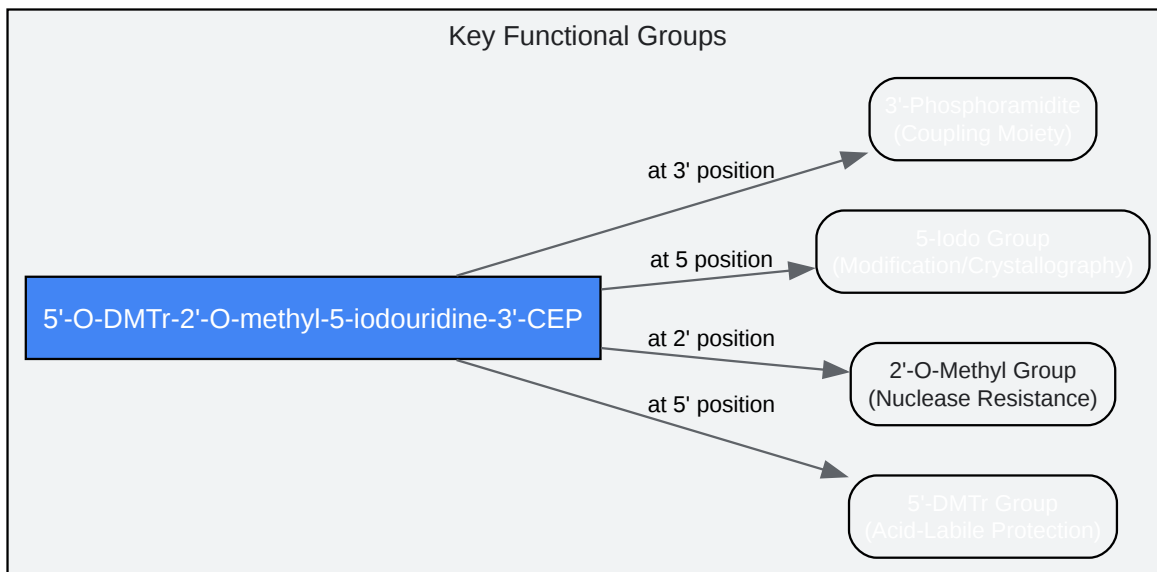 Key Functional Groups
3'-Phosphoramidite
(Coupling Moiety)
at 3' position
5-Iodo Group
(Modification/Crystallography)
at 5 position
5'-O-DMTr-2'-O-methyl-5-iodouridine-3'-CEP
at 2' position
2'-O-Methyl Group
(Nuclease Resistance)
at 5' position
5'-DMTr Group
(Acid-Labile Protection)